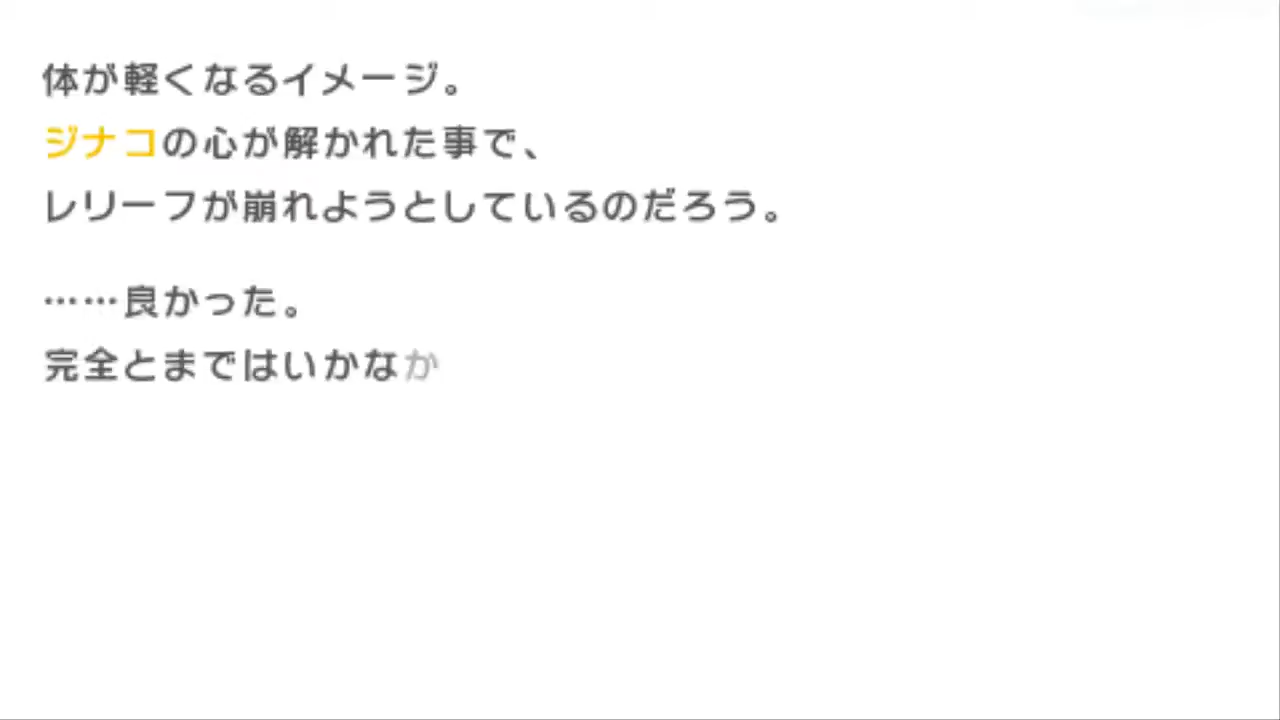 体が軽くなるイメージ。
ジナコの心が解かれた事で、
レリーフが崩れようとしているのだろう。
……良かった。
完全とまではいかなか